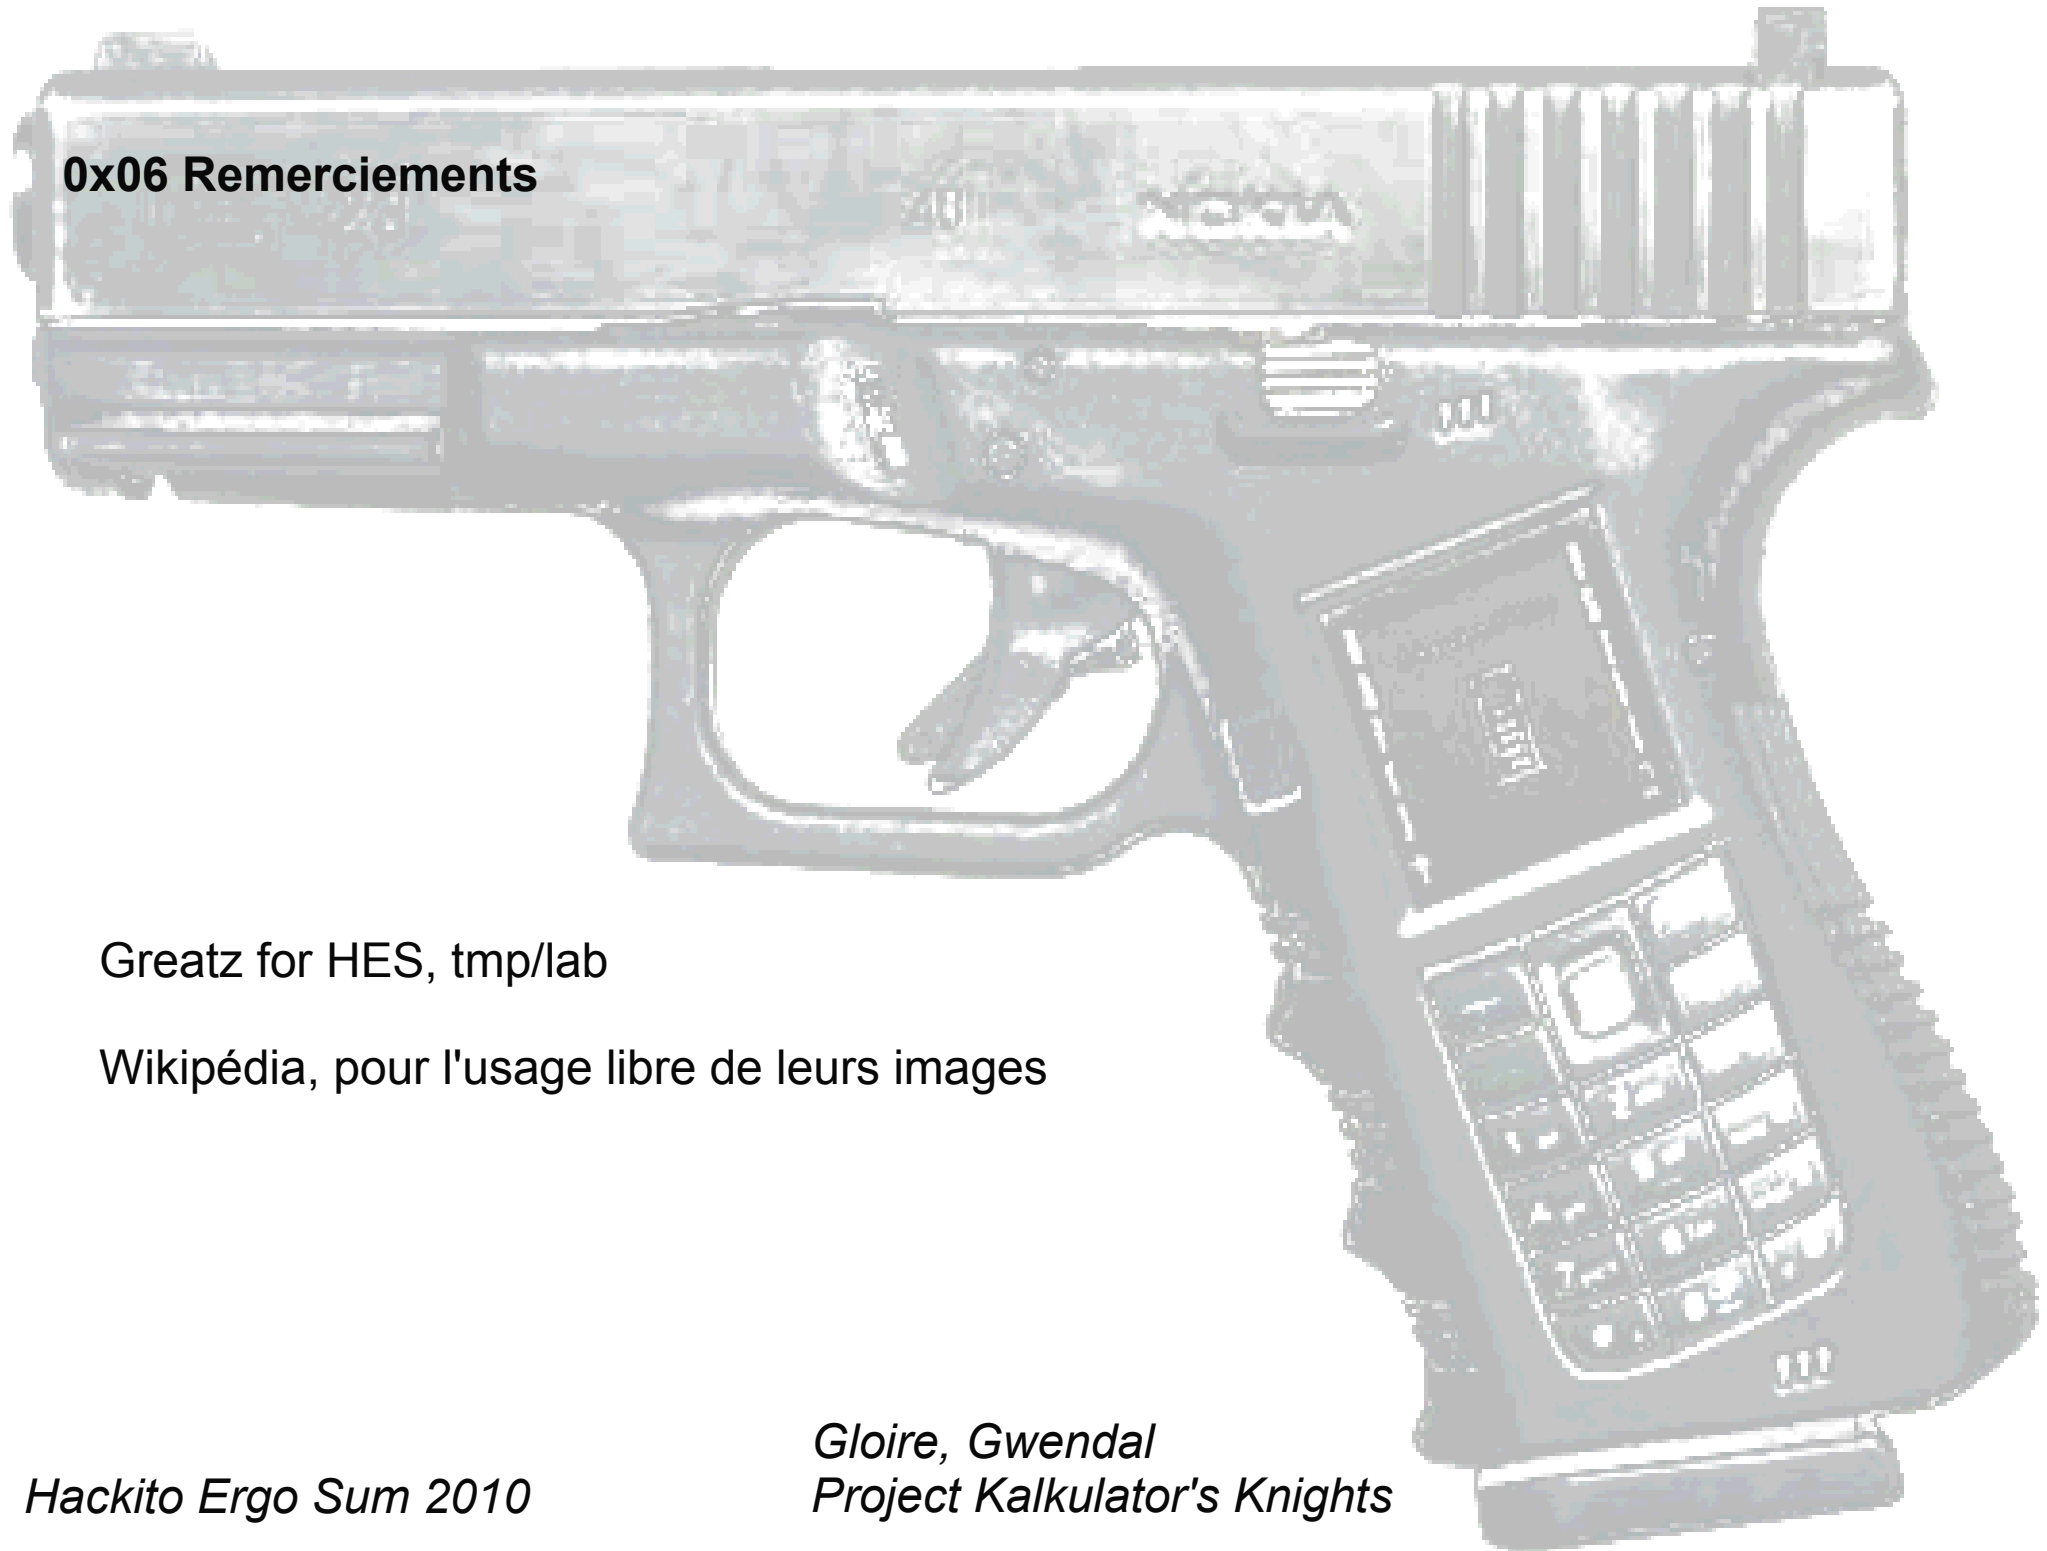 0x06 Remerciements
NOKIA
Greatz for HES, tmp/lab
Wikipédia, pour l'usage libre de leurs images
Gloire, Gwendal
Project Kalkulator's Knights
Hackito Ergo Sum 2010